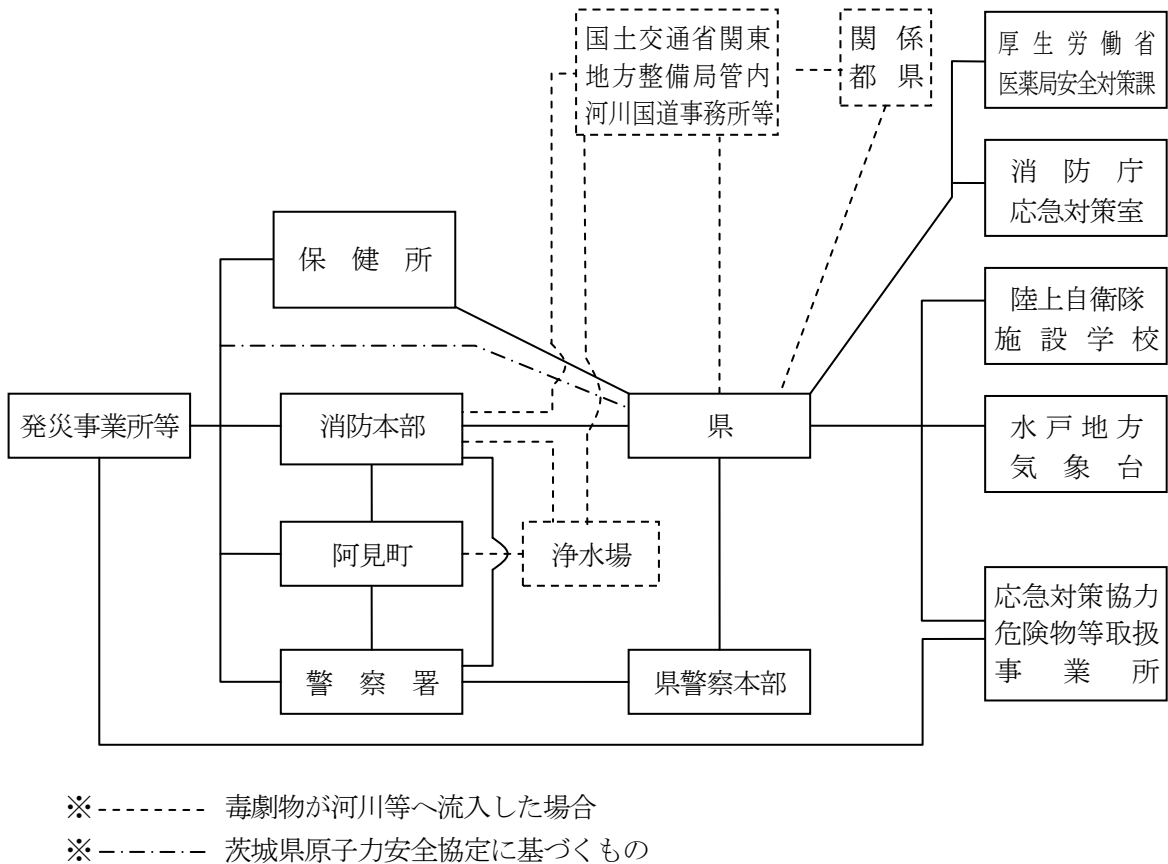 国土交通省関東
地方整備局管内
河川国道事務所等
関係
都県
厚生労働省
医薬局安全対策課
消防庁
応急対策室
保健所
陸上自衛隊
施設学校
発災事業所等
消防本部
県
水戸地方
気象台
阿見町
浄水場
応急対策協力
危険物等取扱
事業所
警察署
県警察本部
※ 毒劇物が河川等へ流入した場合
※ 茨城県原子力安全協定に基づくもの